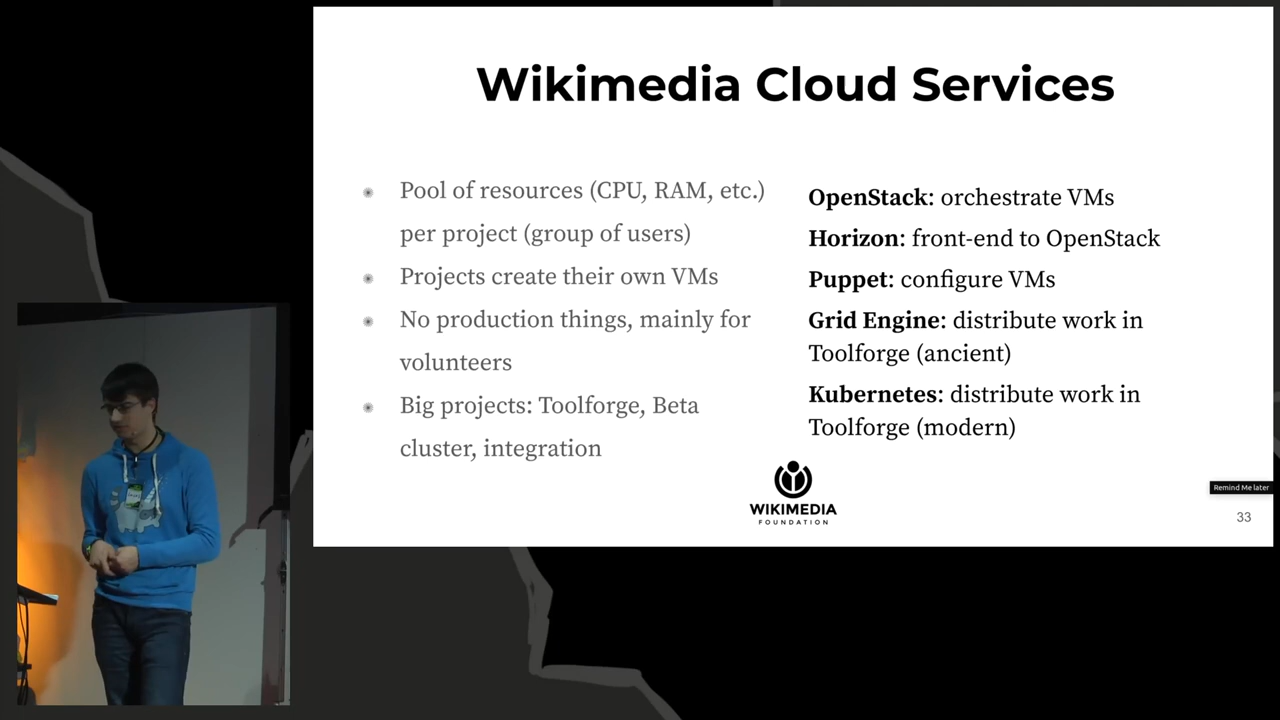 Wikimedia Cloud Services
Pool of resources (CPU, RAM, etc.)
per project (group of users)
Projects create their own VMs
No production things, mainly for
volunteers
Big projects: Toolforge, Beta
cluster, integration
OpenStack: orchestrate VMs
Horizon: front-end to OpenStack
Puppet: configure VMs
Grid Engine: distribute work in
Toolforge (ancient)
Kubernetes: distribute work in
Toolforge (modern)
WIKIMEDIA
FOUNDATION
Remind Me later
33